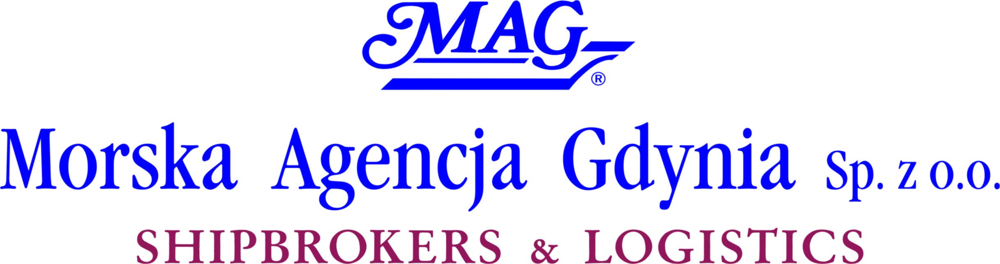 MAG
®
Morska Agencja Gdynia Sp. z o.o.
SHIPBROKERS & LOGISTICS